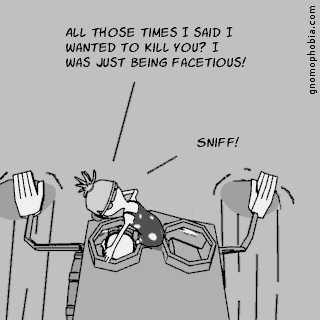 ALL THOSE TIMES I SAID I
WANTED TO KILL YOU? I
WAS JUST BEING FACETIOUS!
SNIFF!
gnomophobia.com